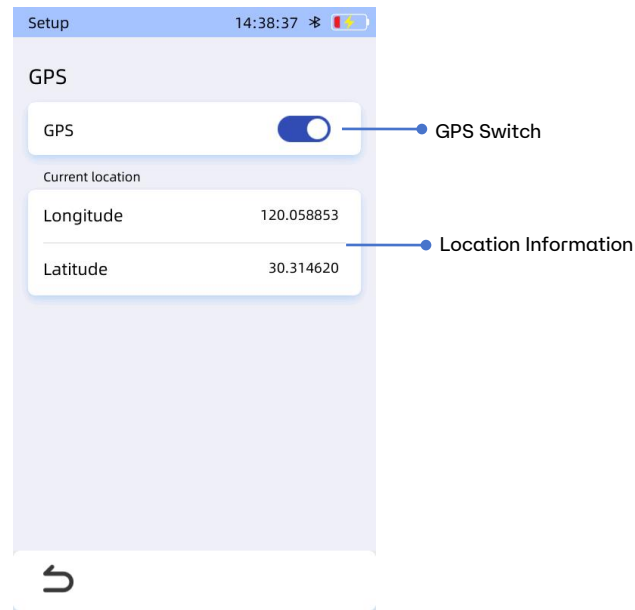 Setup 14:38:37
GPS
GPS
GPS Switch
Current location
Longitude 120.058853
Location Information
Latitude 30.314620